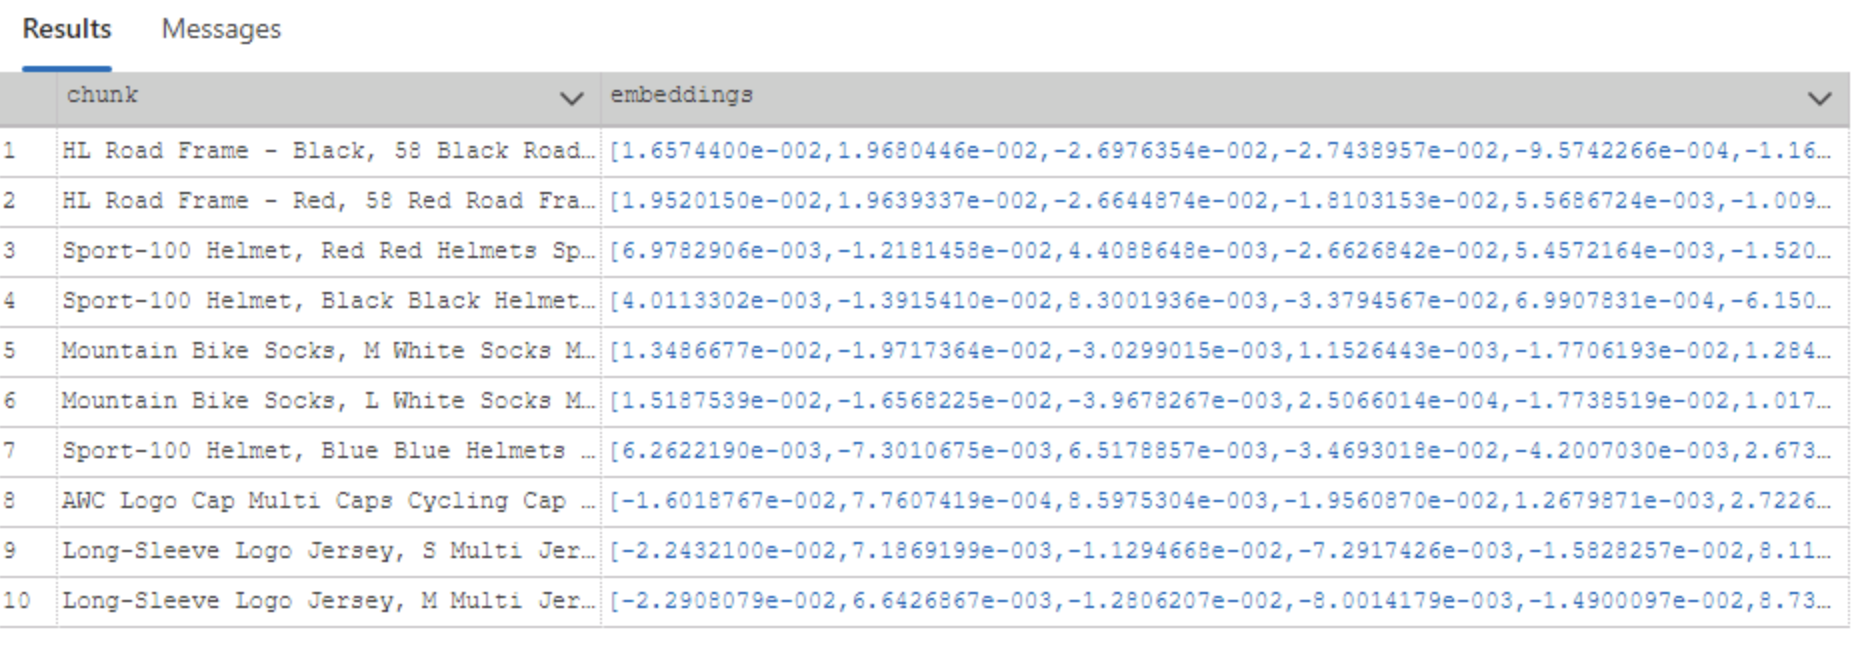 Results Messages
chunk embeddings
1 HL Road Frame - Black, 58 Black Road… [1.6574400e-002,1.9680446e-002,-2.6976354e-002,-2.7438957e-002,-9.5742266e-004,-1.16…
2 HL Road Frame - Red, 58 Red Road Fra… [1.9520150e-002,1.9639337e-002,-2.6644874e-002,-1.8103153e-002,5.5686724e-003,-1.009…
3 Sport-100 Helmet, Red Red Helmets Sp… [6.9782906e-003,-1.2181458e-002,4.4088648e-003,-2.6626842e-002,5.4572164e-003,-1.520…
4 Sport-100 Helmet, Black Black Helmet… [4.0113302e-003,-1.3915410e-002,8.3001936e-003,-3.3794567e-002,6.9907831e-004,-6.150…
5 Mountain Bike Socks, M White Socks M… [1.3486677e-002,-1.9717364e-002,-3.0299015e-003,1.1526443e-003,-1.7706193e-002,1.284…
6 Mountain Bike Socks, L White Socks M… [1.5187539e-002,-1.6568225e-002,-3.9678267e-003,2.5066014e-004,-1.7738519e-002,1.017…
7 Sport-100 Helmet, Blue Blue Helmets … [6.2622190e-003,-7.3010675e-003,6.5178857e-003,-3.4693018e-002,-4.2007030e-003,2.673…
8 AWC Logo Cap Multi Caps Cycling Cap … [-1.6018767e-002,7.7607419e-004,8.5975304e-003,-1.9560870e-002,1.2679871e-003,2.7226…
9 Long-Sleeve Logo Jersey, S Multi Jer… [-2.2432100e-002,7.1869199e-003,-1.1294668e-002,-7.2917426e-003,-1.5828257e-002,8.11…
10 Long-Sleeve Logo Jersey, M Multi Jer… [-2.2908079e-002,6.6426867e-003,-1.2806207e-002,-8.0014179e-003,-1.4900097e-002,8.73…